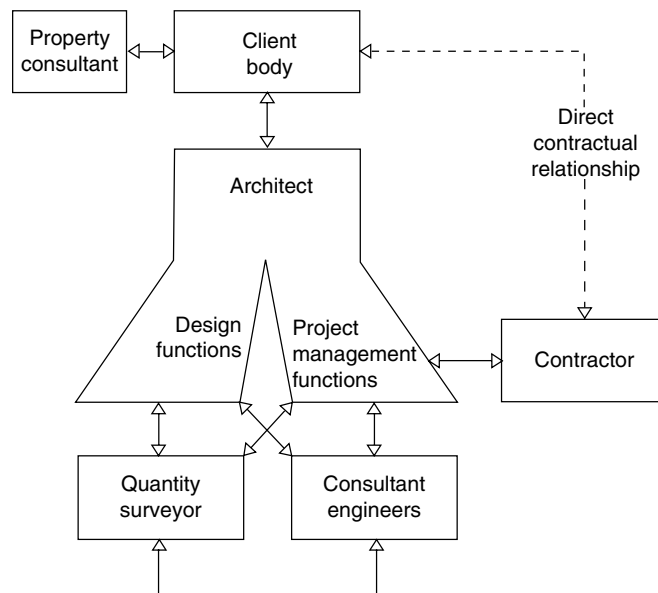 Property
consultant
Client
body
Direct
contractual
relationship
Architect
Design
functions
Project
management
functions
Contractor
Quantity
surveyor
Consultant
engineers